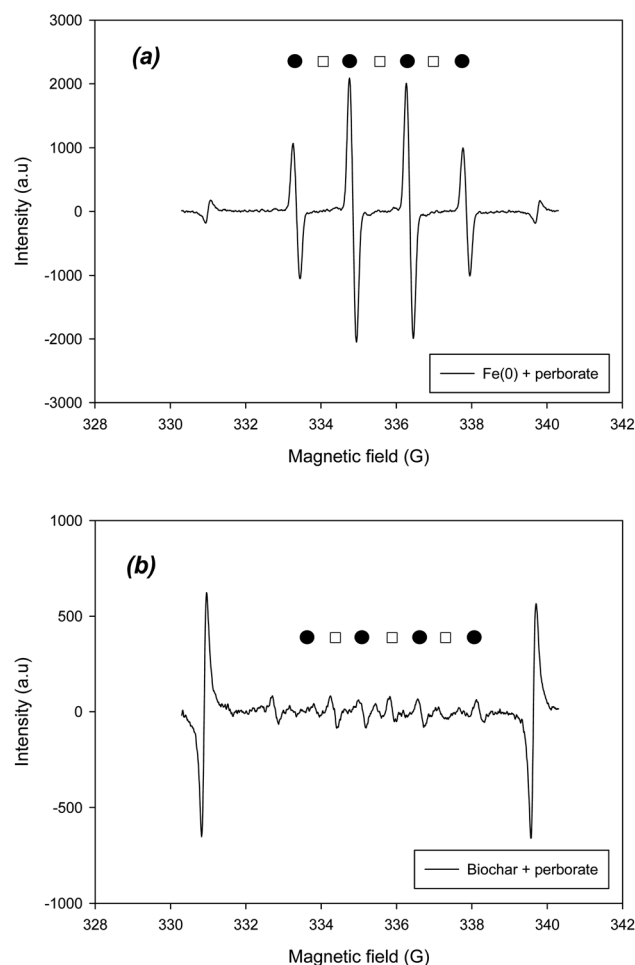 (a)
3000
2000
1000
0
-1000
-2000
-3000
Intensity (a.u)
Fe(0) + perborate
328 330 332 334 336 338 340 342
Magnetic field (G)
(b)
1000
500
0
-500
-1000
Intensity (a.u)
Biochar + perborate
328 330 332 334 336 338 340 342
Magnetic field (G)